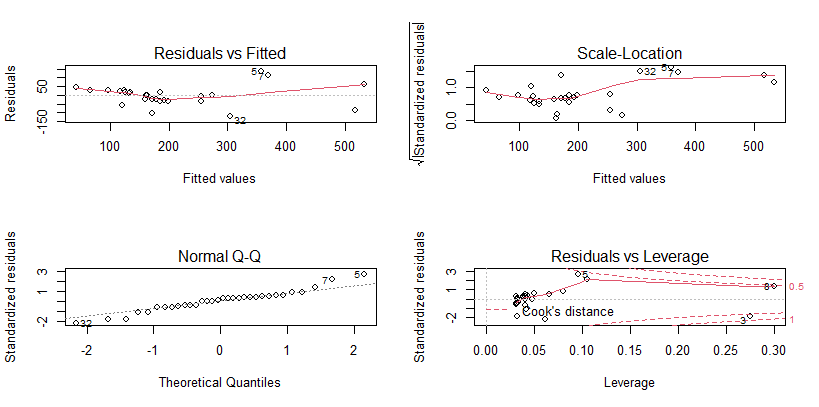 Residuals vs Fitted
Residuals
50
-150
5
7
32
100 200 300 400 500
Fitted values
Scale-Location
√|Standardized residuals|
1.0
0.0
32
5
7
100 200 300 400 500
Fitted values
Normal Q-Q
Standardized residuals
3
1
-2
32
7
5
-2 -1 0 1 2
Theoretical Quantiles
Residuals vs Leverage
Standardized residuals
3
1
-2
5
8
3
0.5
1
Cook's distance
0.00 0.05 0.10 0.15 0.20 0.25 0.30
Leverage